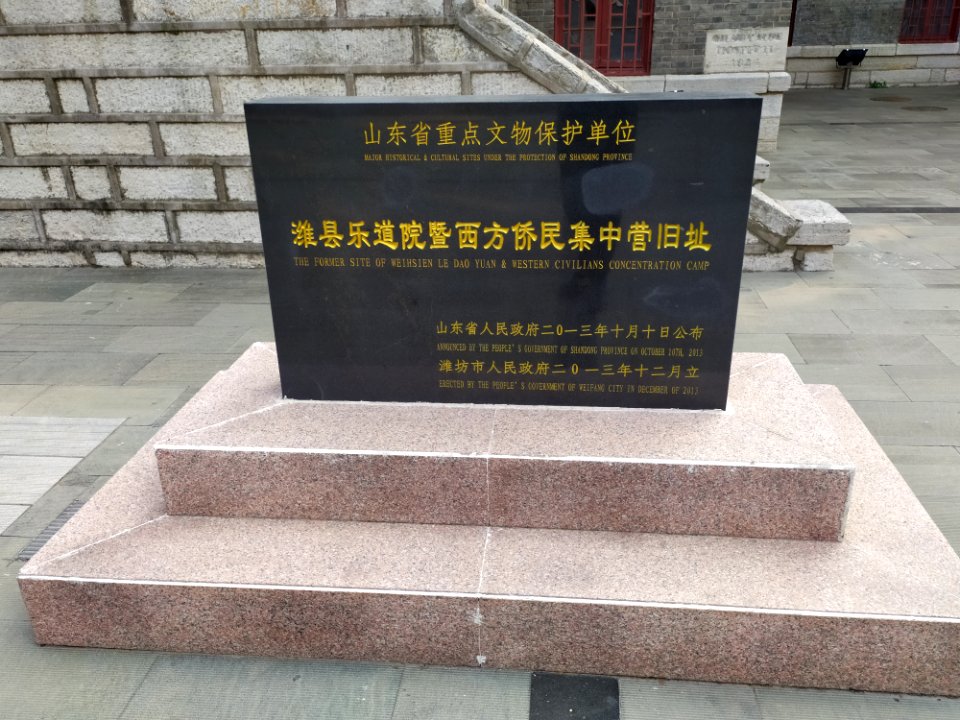 山东省重点文物保护单位
MAJOR HISTORICAL & CULTURAL SITES UNDER THE PROTECTION OF SHANDONG PROVINCE
潍县乐道院暨西方侨民集中营旧址
THE FORMER SITE OF WEIHSIEN LE DAO YUAN & WESTERN CIVILIANS CONCENTRATION CAMP
山东省人民政府二〇一三年十月十日公布
ANNOUNCED BY THE PEOPLE'S GOVERNMENT OF SHANDONG PROVINCE ON OCTOBER 10TH, 2013
潍坊市人民政府二〇一三年十二月立
ERECTED BY THE PEOPLE'S GOVERNMENT OF WEIFANG CITY IN DECEMBER OF 2013